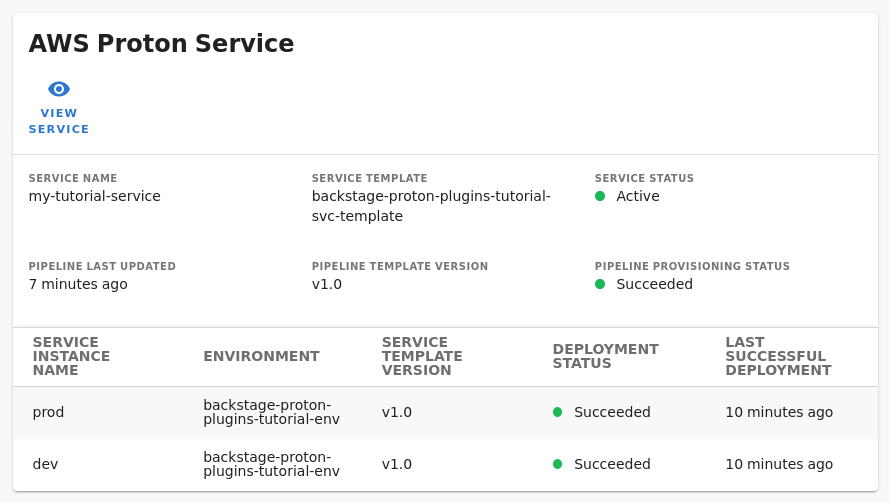 AWS Proton Service
VIEW
SERVICE
SERVICE NAME
my-tutorial-service
SERVICE TEMPLATE
backstage-proton-plugins-tutorial-
svc-template
SERVICE STATUS
Active
PIPELINE LAST UPDATED
7 minutes ago
PIPELINE TEMPLATE VERSION
v1.0
PIPELINE PROVISIONING STATUS
Succeeded
SERVICE
INSTANCE
NAME
ENVIRONMENT
SERVICE
TEMPLATE
VERSION
DEPLOYMENT
STATUS
LAST
SUCCESSFUL
DEPLOYMENT
prod
backstage-proton-
plugins-tutorial-env
v1.0
Succeeded
10 minutes ago
dev
backstage-proton-
plugins-tutorial-env
v1.0
Succeeded
10 minutes ago